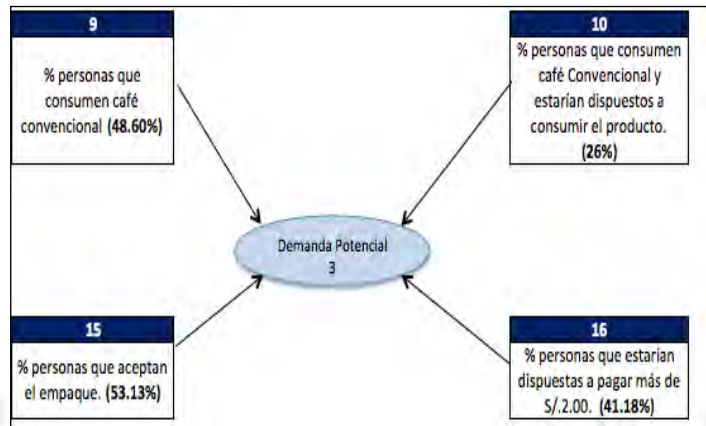 9
% personas que
consumen café
convencional (48.60%)
10
% personas que consumen
café Convencional y
estarían dispuestos a
consumir el producto.
(26%)
Demanda Potencial
3
15
% personas que aceptan
el empaque. (53.13%)
16
% personas que estarían
dispuestas a pagar más de
S/.2.00. (41.18%)